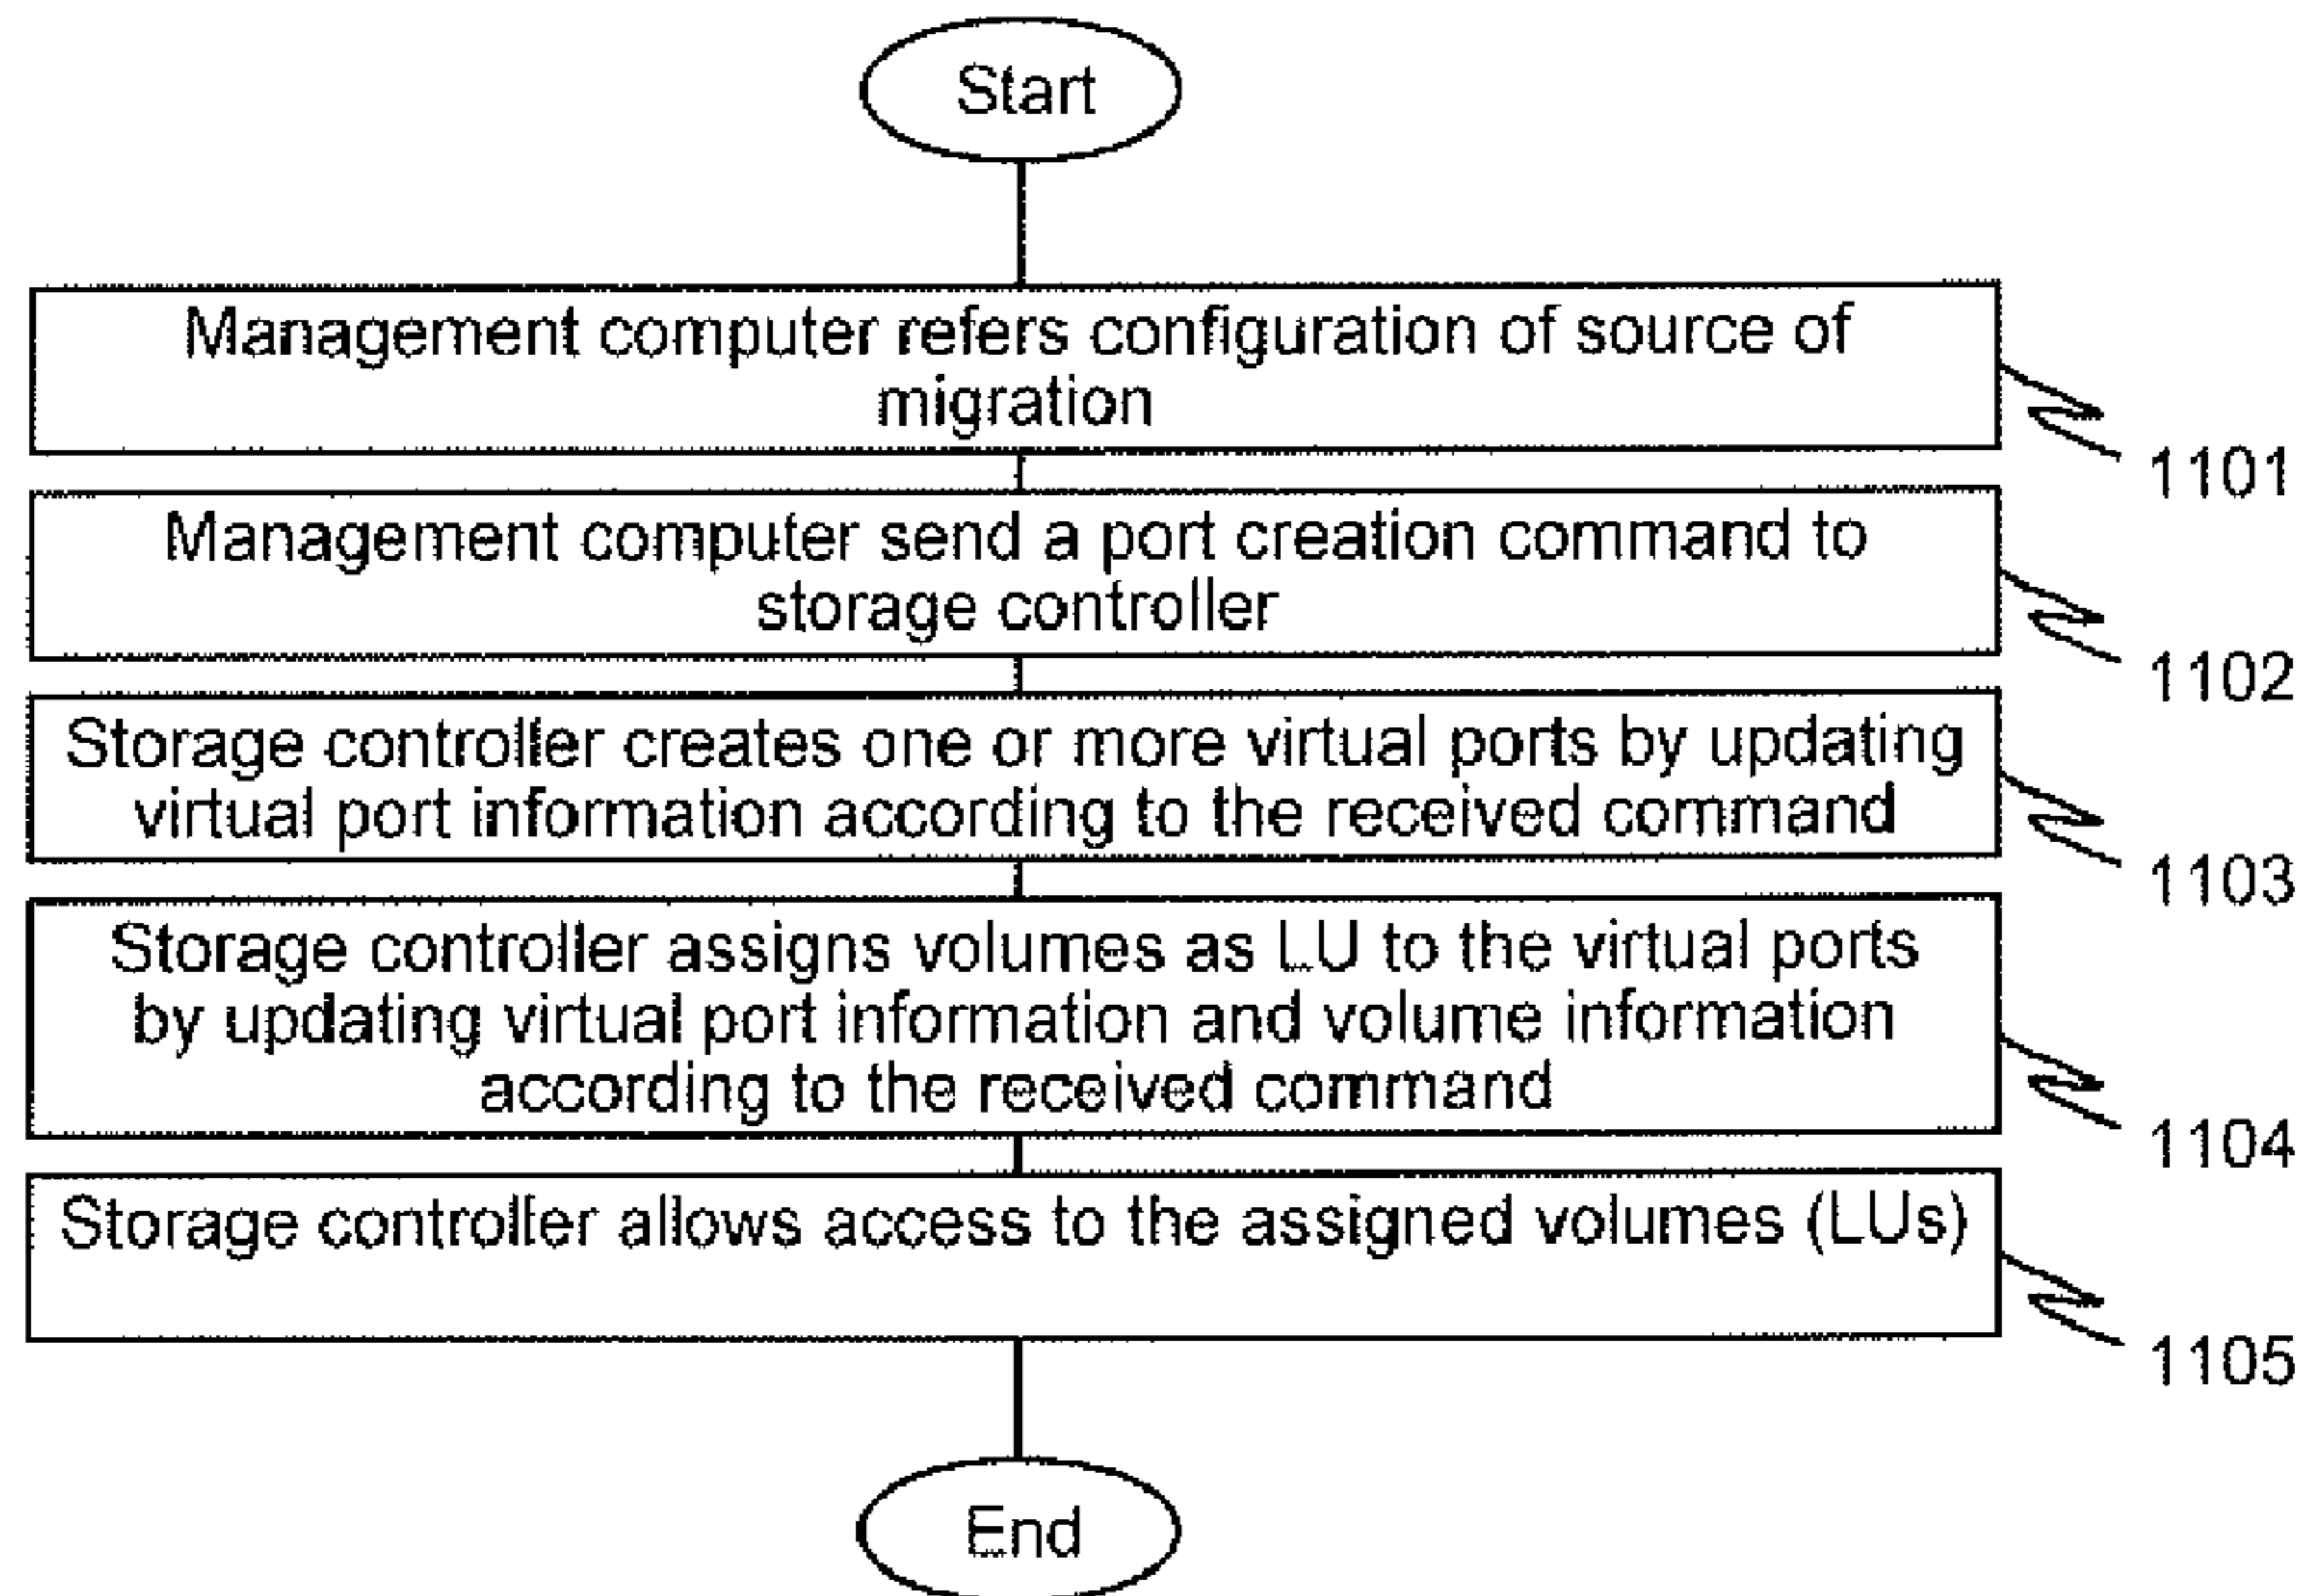 Start
Management computer refers configuration of source of
migration
1101
Management computer send a port creation command to
storage controller
1102
Storage controller creates one or more virtual ports by updating
virtual port information according to the received command
1103
Storage controller assigns volumes as LU to the virtual ports
by updating virtual port information and volume information
according to the received command
1104
Storage controller allows access to the assigned volumes (LUs)
1105
End